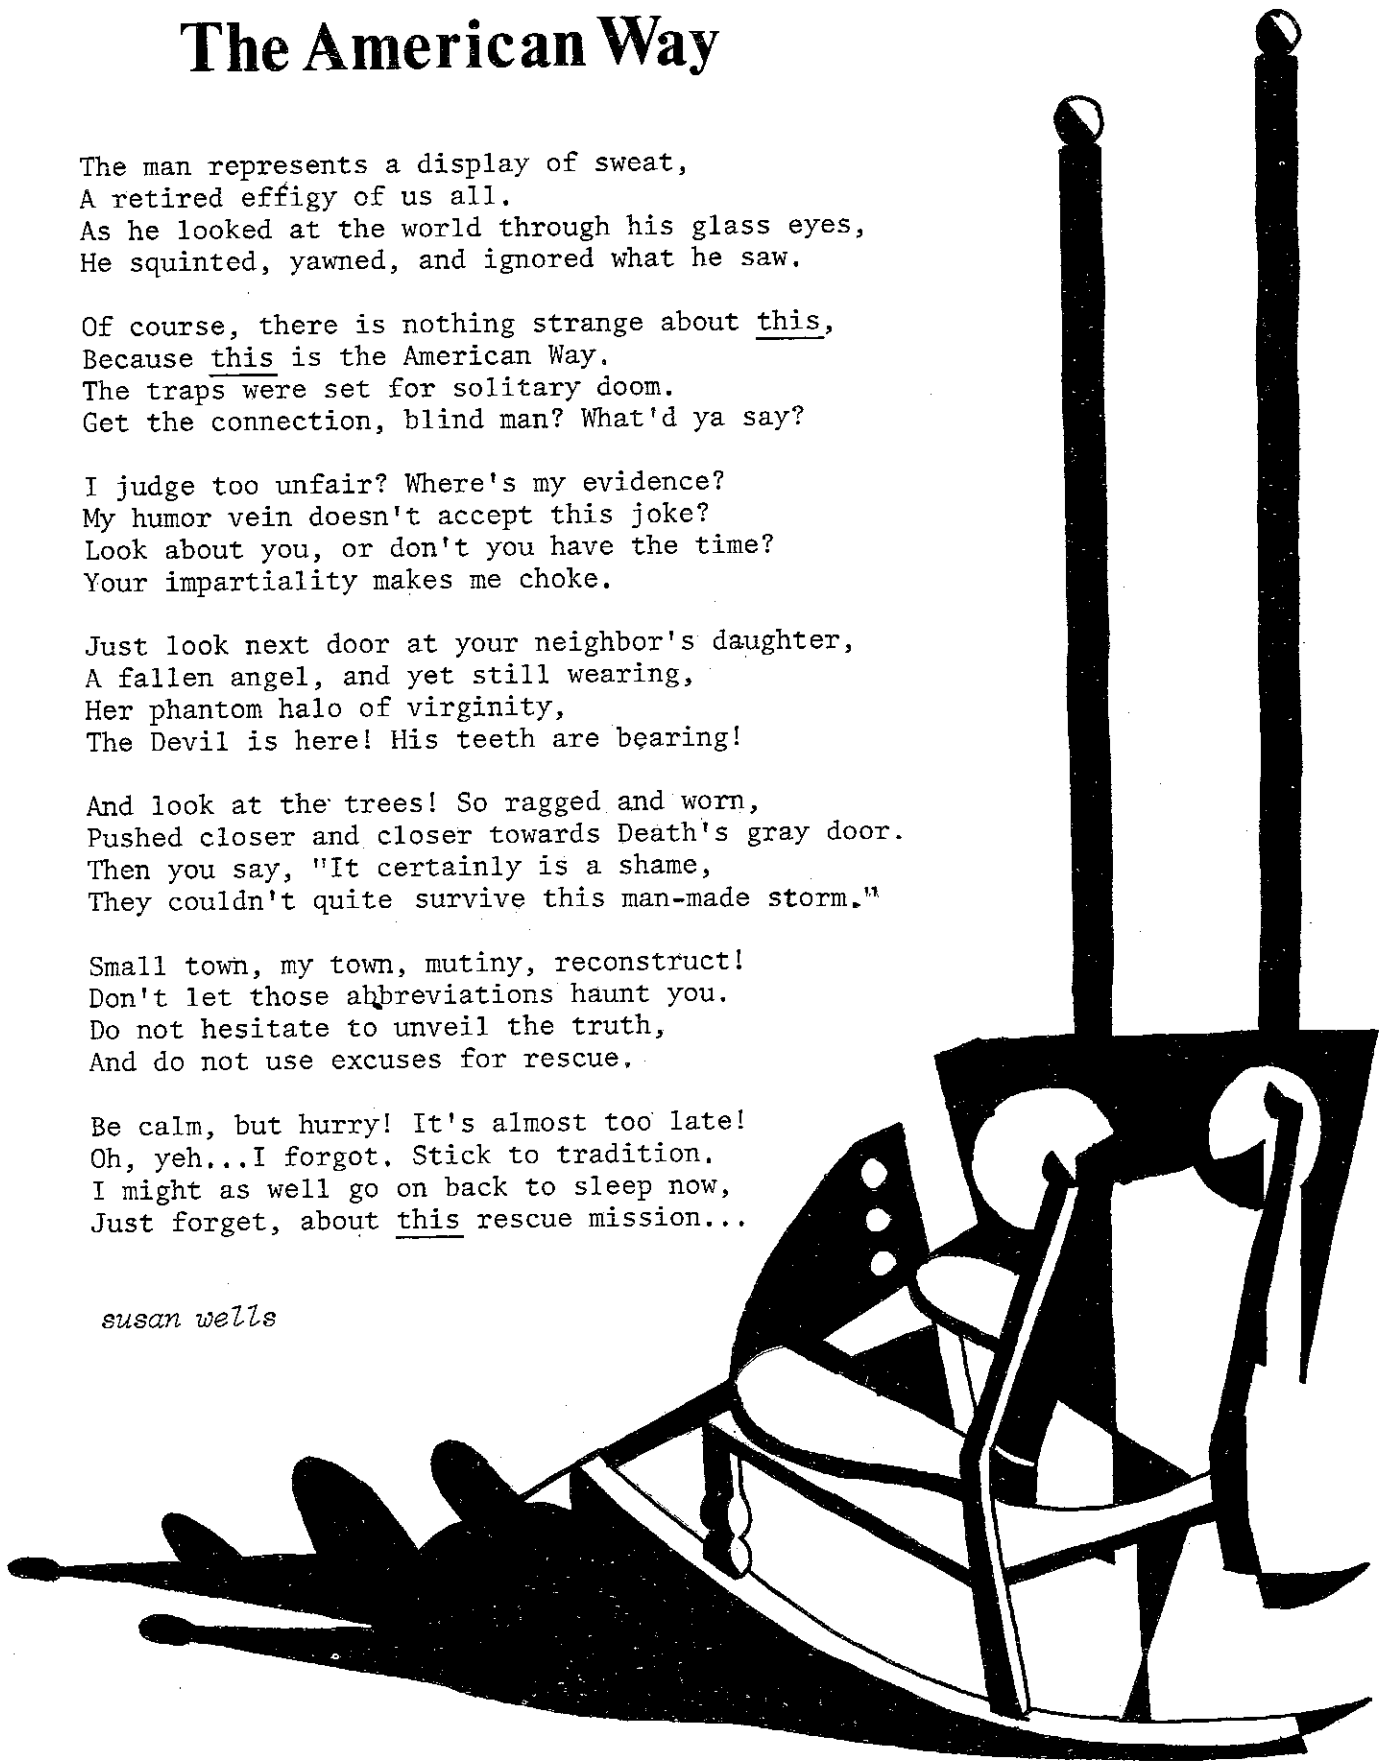 The American Way
The man represents a display of sweat,
A retired effigy of us all.
As he looked at the world through his glass eyes,
He squinted, yawned, and ignored what he saw.
Of course, there is nothing strange about this,
Because this is the American Way.
The traps were set for solitary doom.
Get the connection, blind man? What'd ya say?
I judge too unfair? Where's my evidence?
My humor vein doesn't accept this joke?
Look about you, or don't you have the time?
Your impartiality makes me choke.
Just look next door at your neighbor's daughter,
A fallen angel, and yet still wearing,
Her phantom halo of virginity,
The Devil is here! His teeth are bearing!
And look at the trees! So ragged and worn,
Pushed closer and closer towards Death's gray door.
Then you say, "It certainly is a shame,
They couldn't quite survive this man-made storm."
Small town, my town, mutiny, reconstruct!
Don't let those abbreviations haunt you.
Do not hesitate to unveil the truth,
And do not use excuses for rescue.
Be calm, but hurry! It's almost too late!
Oh, yeh...I forgot. Stick to tradition.
I might as well go on back to sleep now,
Just forget, about this rescue mission...
susan wells